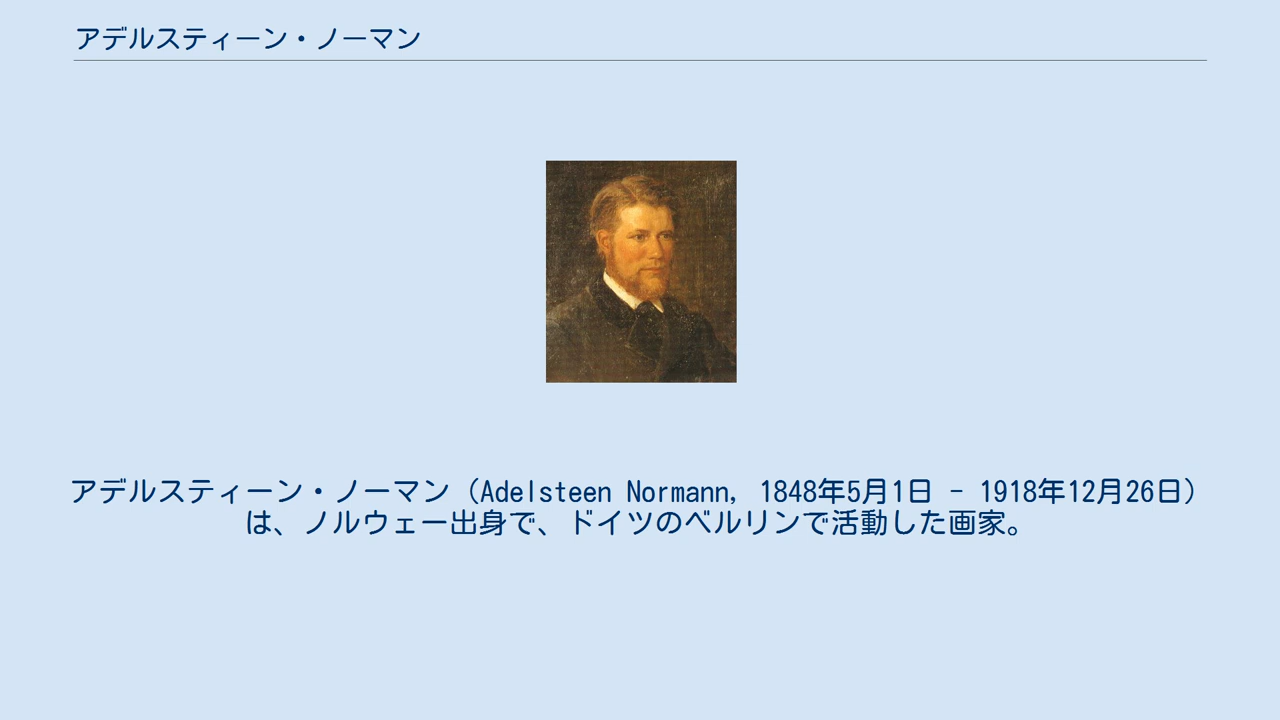 アデルスティーン・ノーマン
アデルスティーン・ノーマン（Adelsteen Normann, 1848年5月1日 - 1918年12月26日）
は、ノルウェー出身で、ドイツのベルリンで活動した画家。